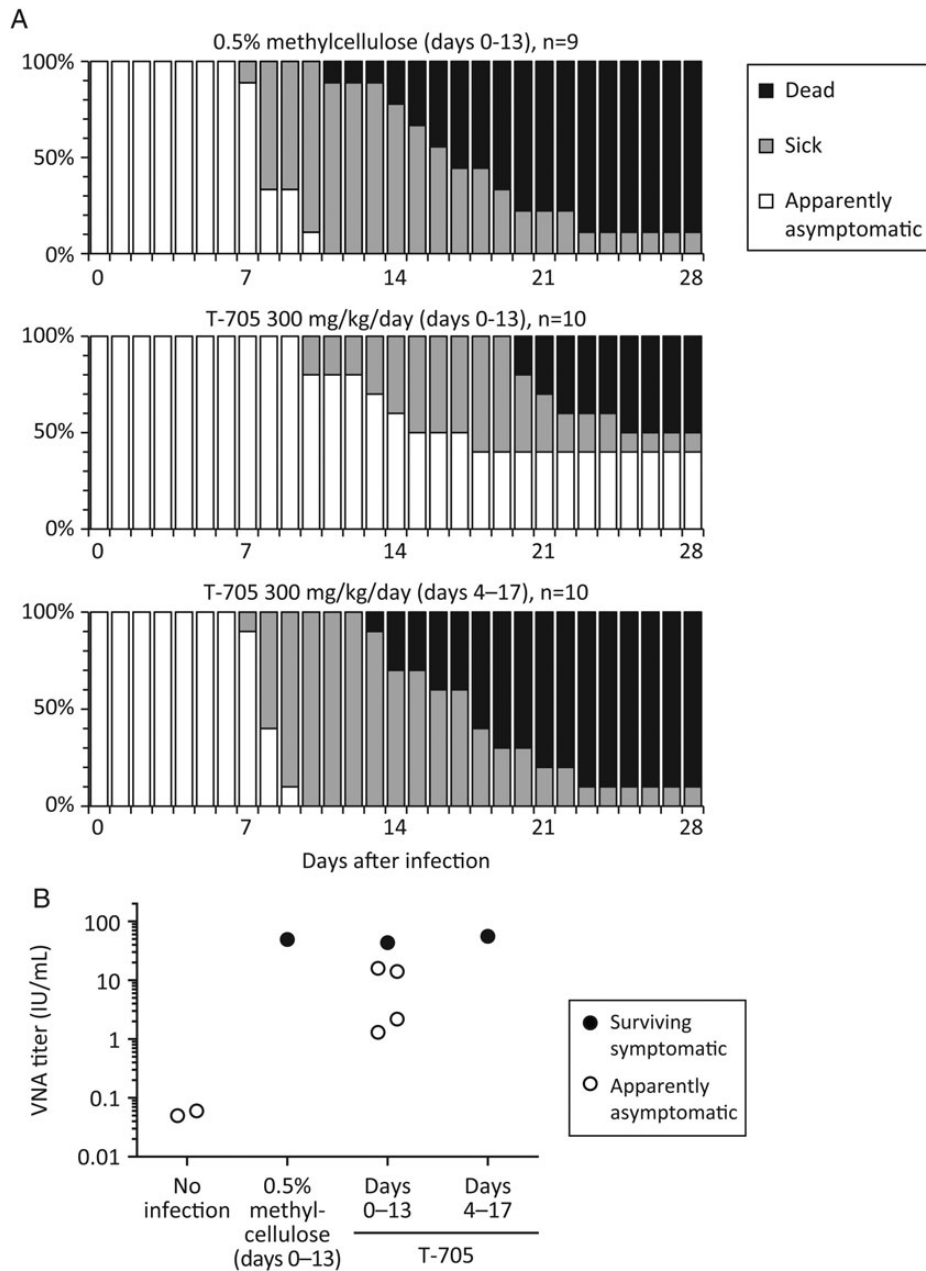 A
0.5% methylcellulose (days 0-13), n=9
100%
50%
0%
0 7 14 21 28
Dead
Sick
Apparently
asymptomatic
T-705 300 mg/kg/day (days 0-13), n=10
100%
50%
0%
0 7 14 21 28
T-705 300 mg/kg/day (days 4–17), n=10
100%
50%
0%
0 7 14 21 28
Days after infection
B
VNA titer (IU/mL)
100
10
1
0.1
0.01
No
infection
0.5%
methyl-
cellulose
(days 0–13)
Days
0–13
Days
4–17
T-705
Surviving
symptomatic
Apparently
asymptomatic